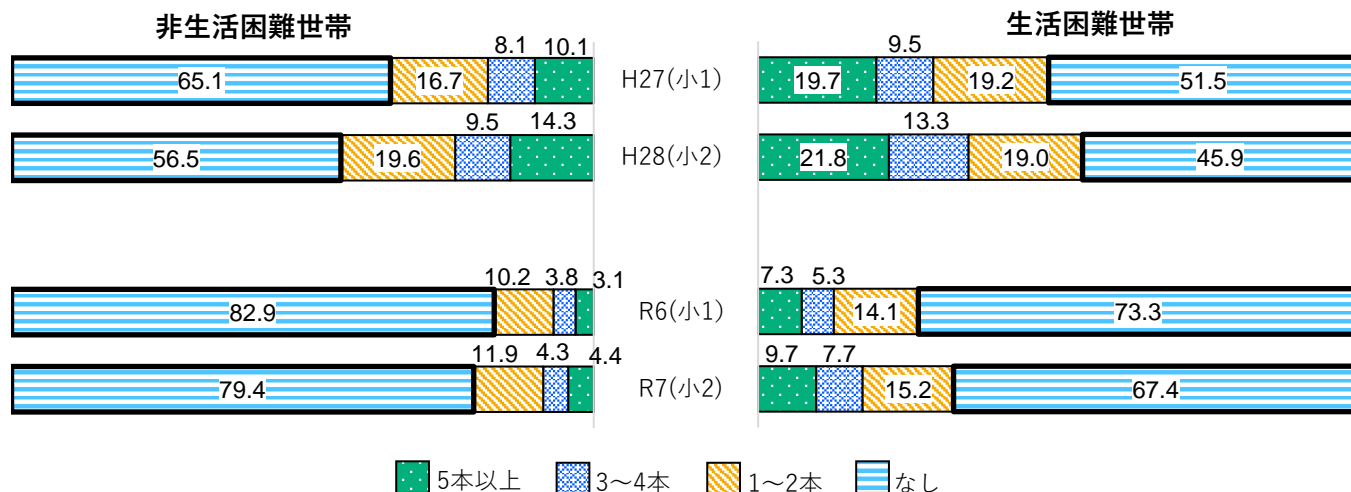 非生活困難世帯
生活困難世帯
8.1 10.1
65.1 16.7
H27(小1)
9.5
19.7 19.2 51.5
9.5 14.3
56.5 19.6
H28(小2)
13.3
21.8 19.0 45.9
10.2 3.8 3.1
82.9
R6(小1)
7.3 5.3
14.1 73.3
11.9 4.3 4.4
79.4
R7(小2)
9.7 7.7
15.2 67.4
5本以上 3～4本 1～2本 なし